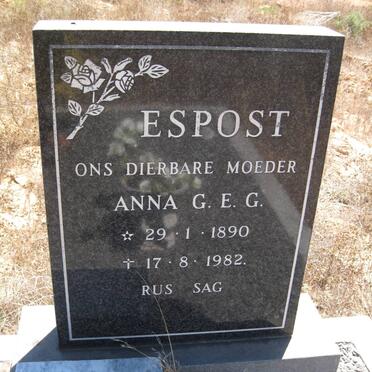 ESPOST
ONS DIERBARE MOEDER
ANNA G. E. G.
☆ 29 · 1 · 1890
† 17 · 8 · 1982.
RUS SAG